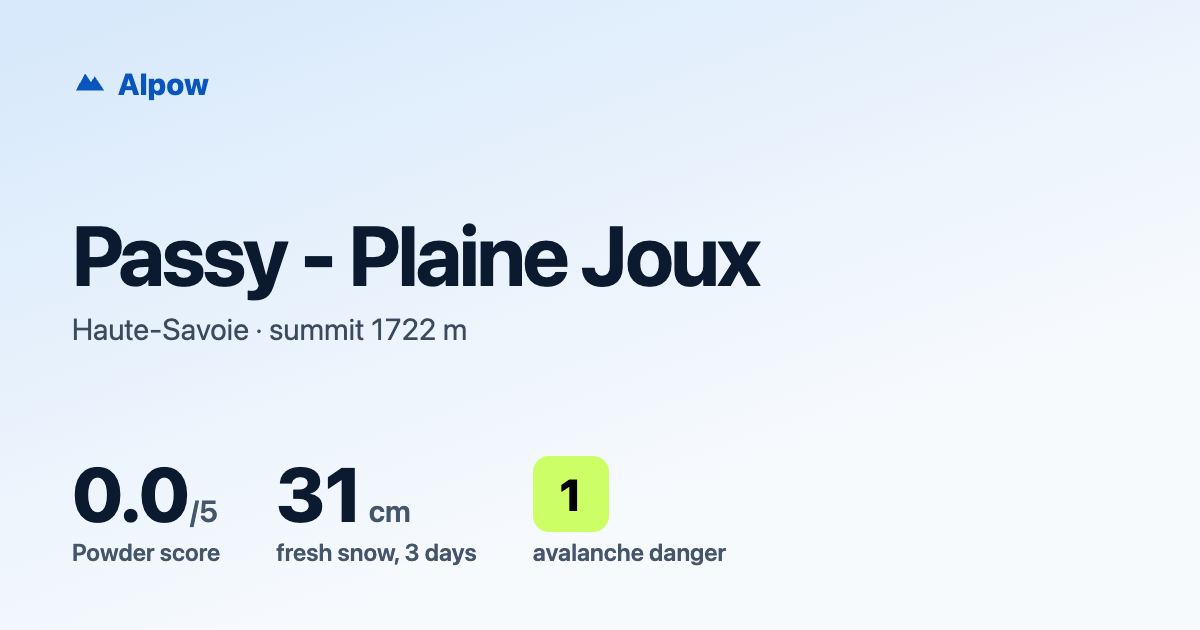 Alpow
Passy - Plaine Joux
Haute-Savoie · summit 1722 m
0.0/5
Powder score
31 cm
fresh snow, 3 days
1
avalanche danger